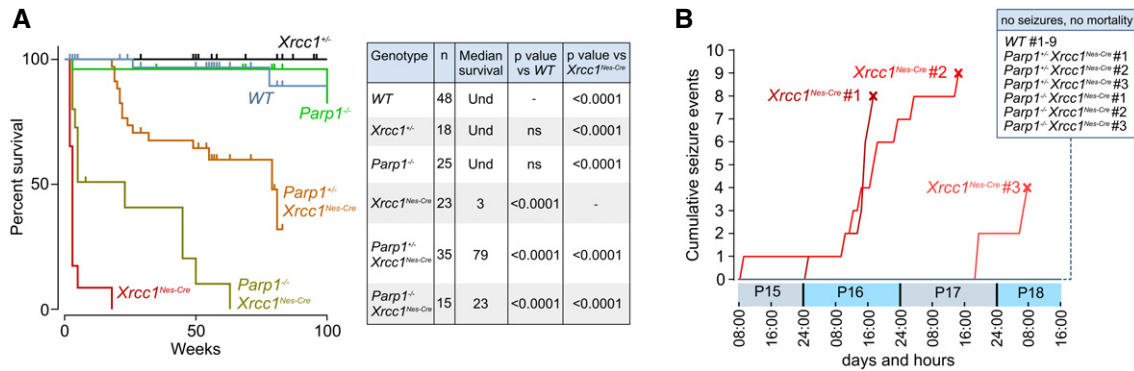 A
Percent survival
100
50
0
0 50 100
Weeks
Xrcc1+/-
WT
Parp1-/-
Parp1+/-
Xrcc1Nes-Cre
Xrcc1Nes-Cre
Parp1-/-
Xrcc1Nes-Cre
Genotype n Median survival p value vs WT p value vs Xrcc1Nes-Cre
WT 48 Und - <0.0001
Xrcc1+/- 18 Und ns <0.0001
Parp1-/- 25 Und ns <0.0001
Xrcc1Nes-Cre 23 3 <0.0001 -
Parp1+/- Xrcc1Nes-Cre 35 79 <0.0001 <0.0001
Parp1-/- Xrcc1Nes-Cre 15 23 <0.0001 <0.0001
B
no seizures, no mortality
WT #1-9
Parp1+/- Xrcc1Nes-Cre #1
Parp1+/- Xrcc1Nes-Cre #2
Parp1+/- Xrcc1Nes-Cre #3
Parp1-/- Xrcc1Nes-Cre #1
Parp1-/- Xrcc1Nes-Cre #2
Parp1-/- Xrcc1Nes-Cre #3
Cumulative seizure events
10
9
8
7
6
5
4
3
2
1
0
Xrcc1Nes-Cre #2
Xrcc1Nes-Cre #1
Xrcc1Nes-Cre #3
P15 P16 P17 P18
08:00 16:00 24:00 08:00 16:00 24:00 08:00 16:00 24:00 08:00 16:00
days and hours